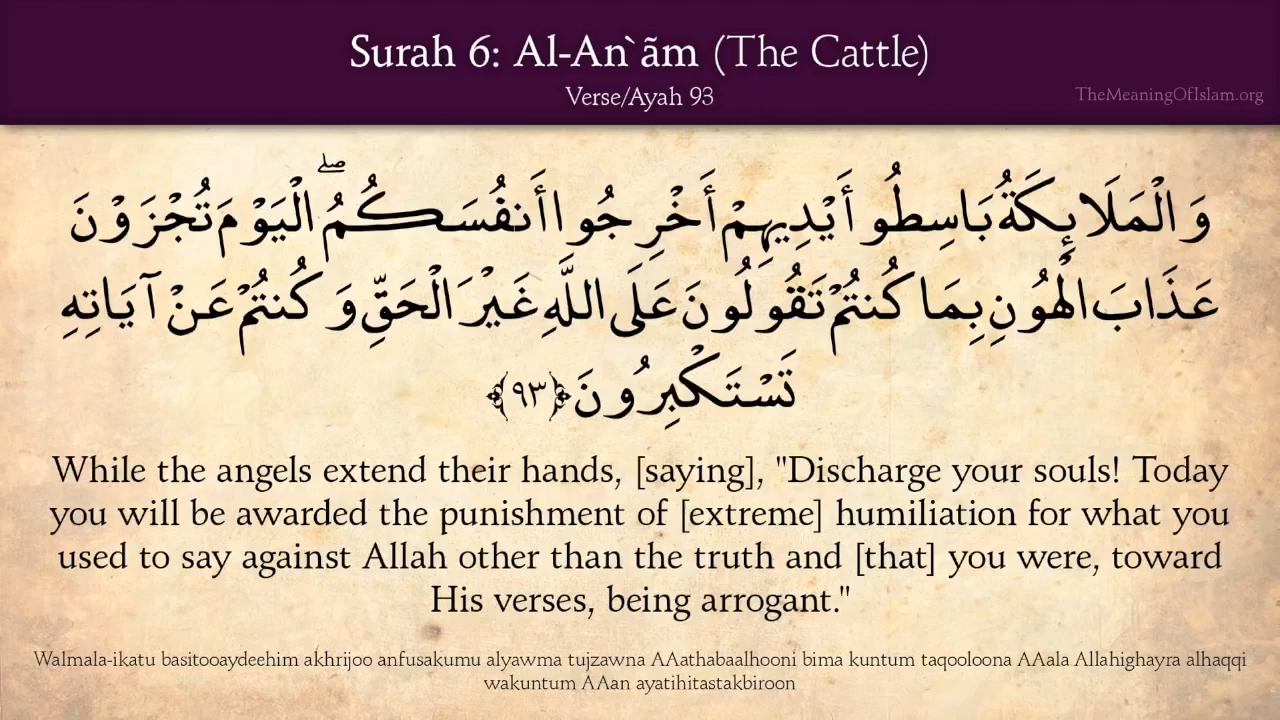 Surah 6: Al-An`ãm (The Cattle)
Verse/Ayah 93
TheMeaningOfIslam.org
وَالْمَلَائِكَةُ بَاسِطُو أَيْدِيهِمْ أَخْرِجُوا أَنفُسَكُمُ ۖ الْيَوْمَ تُجْزَوْنَ
عَذَابَ الْهُونِ بِمَا كُنتُمْ تَقُولُونَ عَلَى اللَّهِ غَيْرَ الْحَقِّ وَكُنتُمْ عَنْ آيَاتِهِ
تَسْتَكْبِرُونَ ﴿٩٣﴾
While the angels extend their hands, [saying], "Discharge your souls! Today
you will be awarded the punishment of [extreme] humiliation for what you
used to say against Allah other than the truth and [that] you were, toward
His verses, being arrogant."
Walmala-ikatu basitooaydeehim akhrijoo anfusakumu alyawma tujzawna AAathabaalhooni bima kuntum taqooloona AAala Allahighayra alhaqqi
wakuntum AAan ayatihitastakbiroon